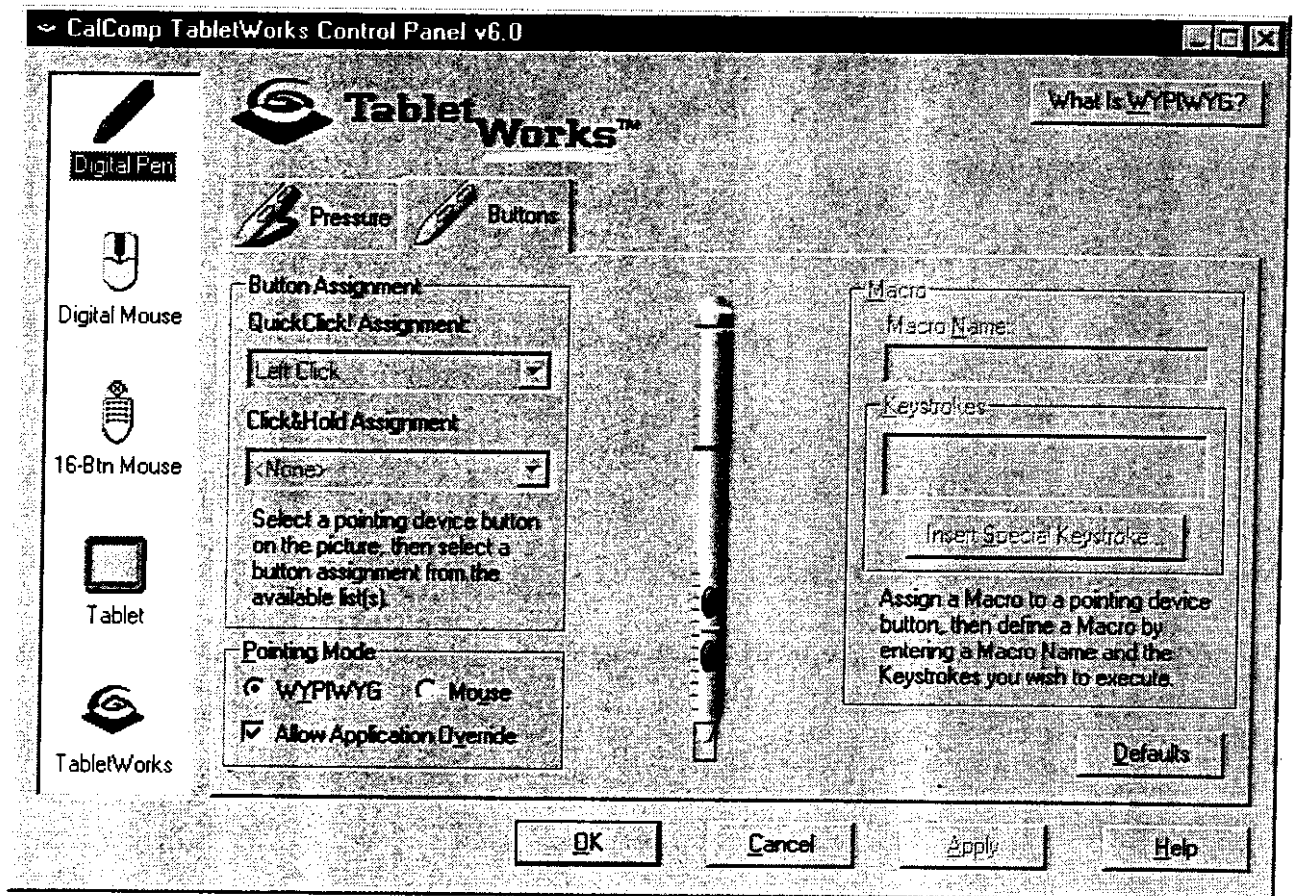 CalComp TabletWorks Control Panel v6.0
Digital Pen
Digital Mouse
16-Btn Mouse
Tablet
TabletWorks
Tablet
Works™
What Is WYPIWYG?
Pressure
Buttons
Button Assignment
QuickClick! Assignment:
Left Click
Click&Hold Assignment
<None>
Select a pointing device button
on the picture, then select a
button assignment from the
available list(s).
Pointing Mode
WYPIWYG
Mouse
Allow Application Override
Macro
Macro Name:
Keystrokes
Insert Special Keystroke...
Assign a Macro to a pointing device
button, then define a Macro by
entering a Macro Name and the
Keystrokes you wish to execute.
Defaults
OK
Cancel
Apply
Help